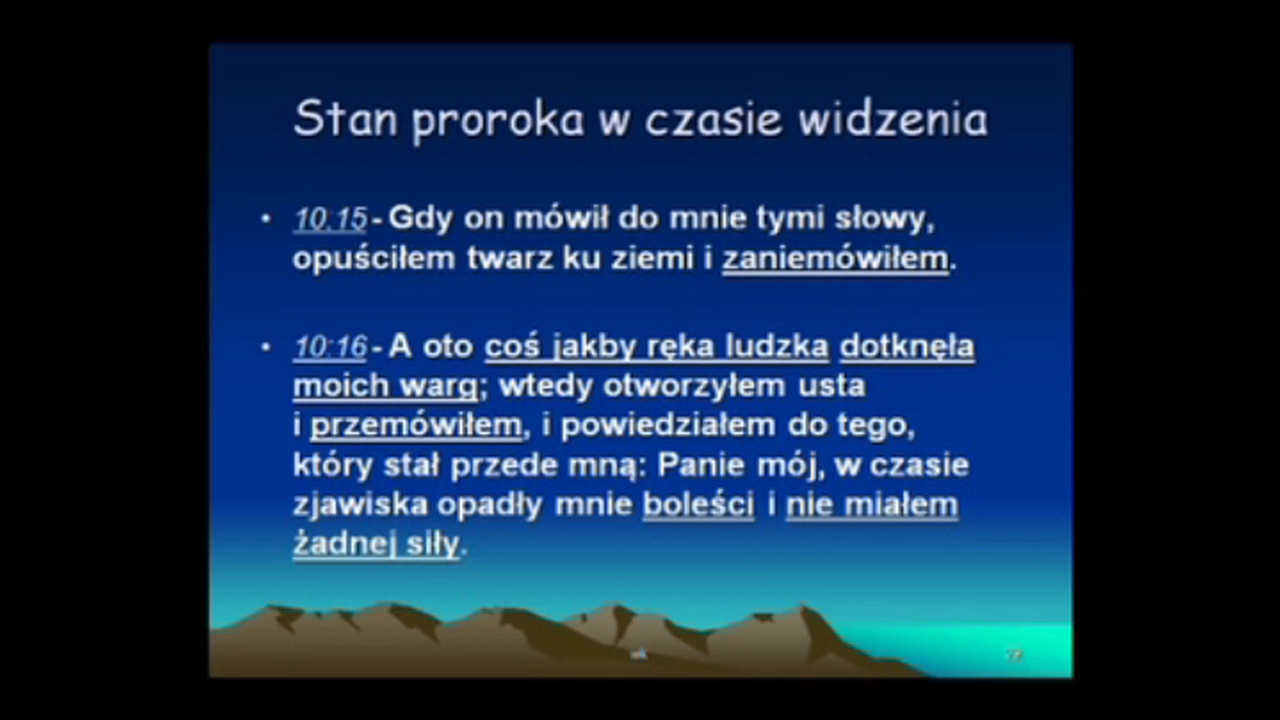 Stan proroka w czasie widzenia
• 10:15 - Gdy on mówił do mnie tymi słowy,
opuściłem twarz ku ziemi i zaniemówiłem.
• 10:16 - A oto coś jakby ręka ludzka dotknęła
moich warg; wtedy otworzyłem usta
i przemówiłem, i powiedziałem do tego,
który stał przede mną: Panie mój, w czasie
zjawiska opadły mnie boleści i nie miałem
żadnej siły.